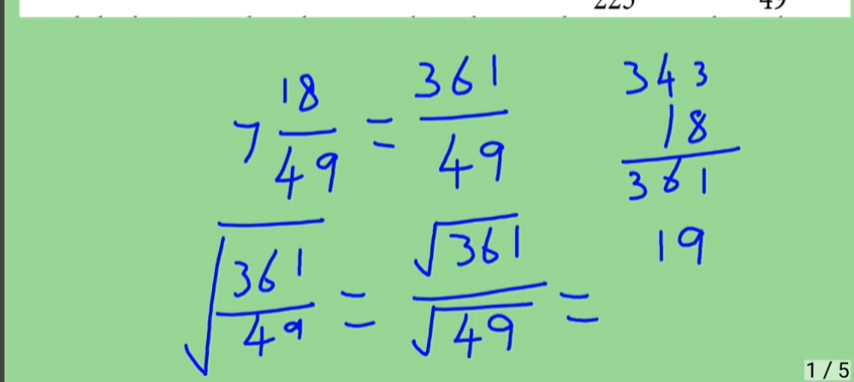 7 18/49 = 361/49
343
18
361
19
√(361/49) = √361/√49 =
1 / 5